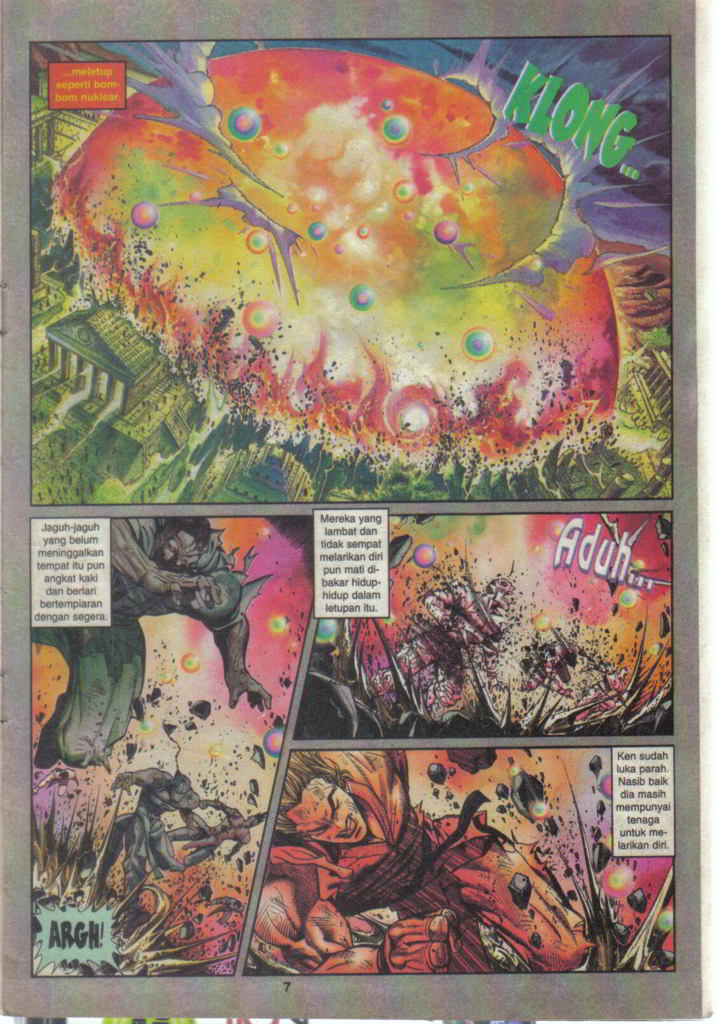 ...meletup
seperti bom-
bom nuklear.
KLONG...
Jaguh-jaguh
yang belum
meninggalkan
tempat itu pun
angkat kaki
dan berlari
bertempiaran
dengan segera.
Mereka yang
lambat dan
tidak sempat
melarikan diri
pun mati di-
bakar hidup-
hidup dalam
letupan itu.
Aduh...
Ken sudah
luka parah.
Nasib baik
dia masih
mempunyai
tenaga
untuk me-
larikan diri.
ARGH!
7